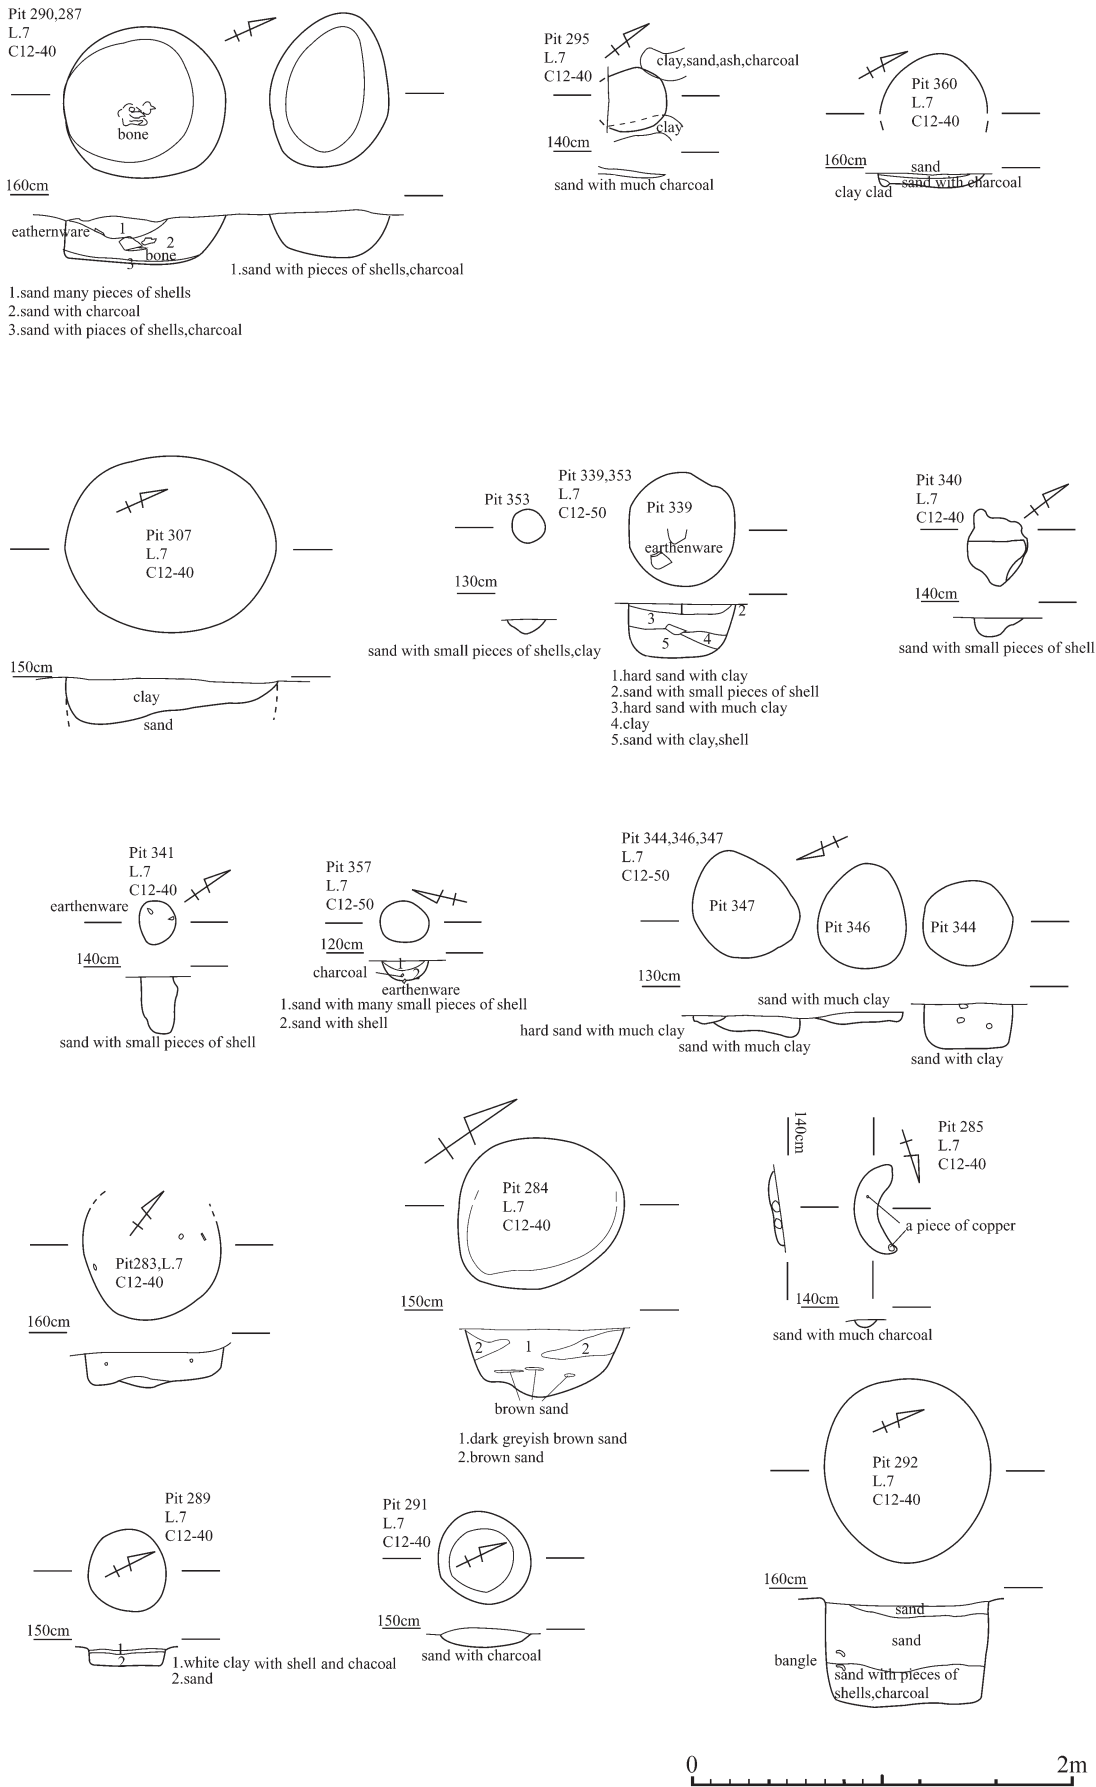 Pit 290,287
L.7
C12-40
bone
160cm
eathernware
1
2
bone
3
1.sand with pieces of shells,charcoal
1.sand many pieces of shells
2.sand with charcoal
3.sand with piaces of shells,charcoal
Pit 295
L.7
C12-40
clay,sand,ash,charcoal
clay
140cm
sand with much charcoal
Pit 360
L.7
C12-40
160cm
sand
sand with charcoal
clay clad
Pit 307
L.7
C12-40
150cm
clay
sand
Pit 353
Pit 339,353
L.7
C12-50
Pit 339
earthenware
130cm
1
2
3
4
5
sand with small pieces of shells,clay
1.hard sand with clay
2.sand with small pieces of shell
3.hard sand with much clay
4.clay
5.sand with clay,shell
Pit 340
L.7
C12-40
140cm
sand with small pieces of shell
Pit 341
L.7
C12-40
earthenware
140cm
sand with small pieces of shell
Pit 357
L.7
C12-50
120cm
1
2
charcoal
earthenware
1.sand with many small pieces of shell
2.sand with shell
Pit 344,346,347
L.7
C12-50
Pit 347
Pit 346
Pit 344
130cm
sand with much clay
hard sand with much clay
sand with much clay
sand with clay
Pit283,L.7
C12-40
160cm
Pit 284
L.7
C12-40
150cm
2
1
2
brown sand
1.dark greyish brown sand
2.brown sand
140cm
Pit 285
L.7
C12-40
a piece of copper
140cm
sand with much charcoal
Pit 289
L.7
C12-40
150cm
1
2
1.white clay with shell and chacoal
2.sand
Pit 291
L.7
C12-40
150cm
sand with charcoal
Pit 292
L.7
C12-40
160cm
sand
sand
bangle
sand with pieces of
shells,charcoal
0 2m